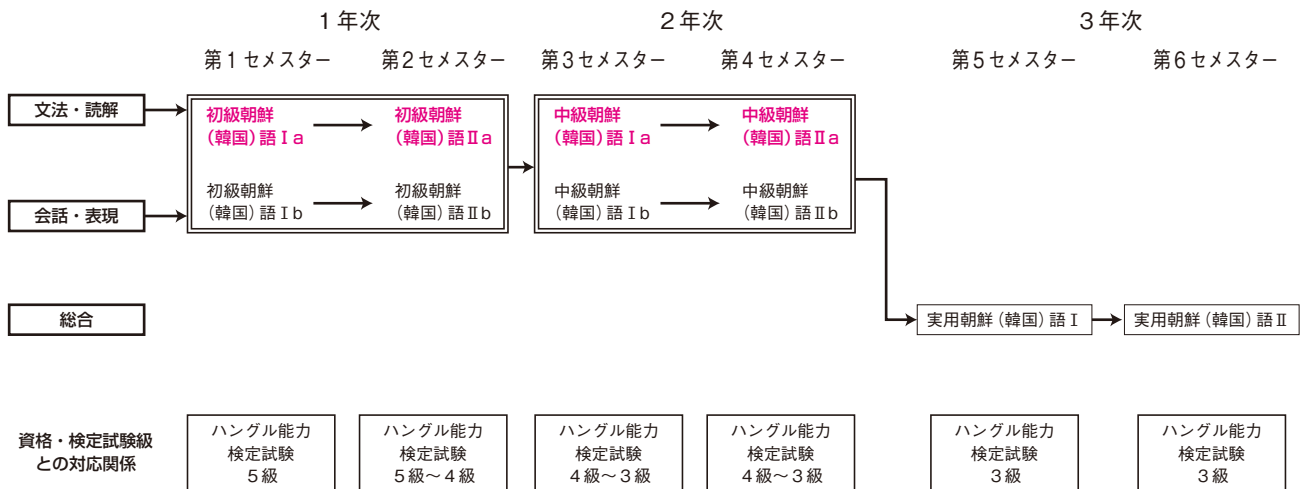 1年次
2年次
3年次
第1セメスター
第2セメスター
第3セメスター
第4セメスター
第5セメスター
第6セメスター
文法・読解
初級朝鮮
(韓国)語Ⅰa
初級朝鮮
(韓国)語Ⅱa
中級朝鮮
(韓国)語Ⅰa
中級朝鮮
(韓国)語Ⅱa
会話・表現
初級朝鮮
(韓国)語Ⅰb
初級朝鮮
(韓国)語Ⅱb
中級朝鮮
(韓国)語Ⅰb
中級朝鮮
(韓国)語Ⅱb
総合
実用朝鮮(韓国)語Ⅰ
実用朝鮮(韓国)語Ⅱ
資格・検定試験級
との対応関係
ハングル能力
検定試験
5級
ハングル能力
検定試験
5級~4級
ハングル能力
検定試験
4級~3級
ハングル能力
検定試験
4級~3級
ハングル能力
検定試験
3級
ハングル能力
検定試験
3級